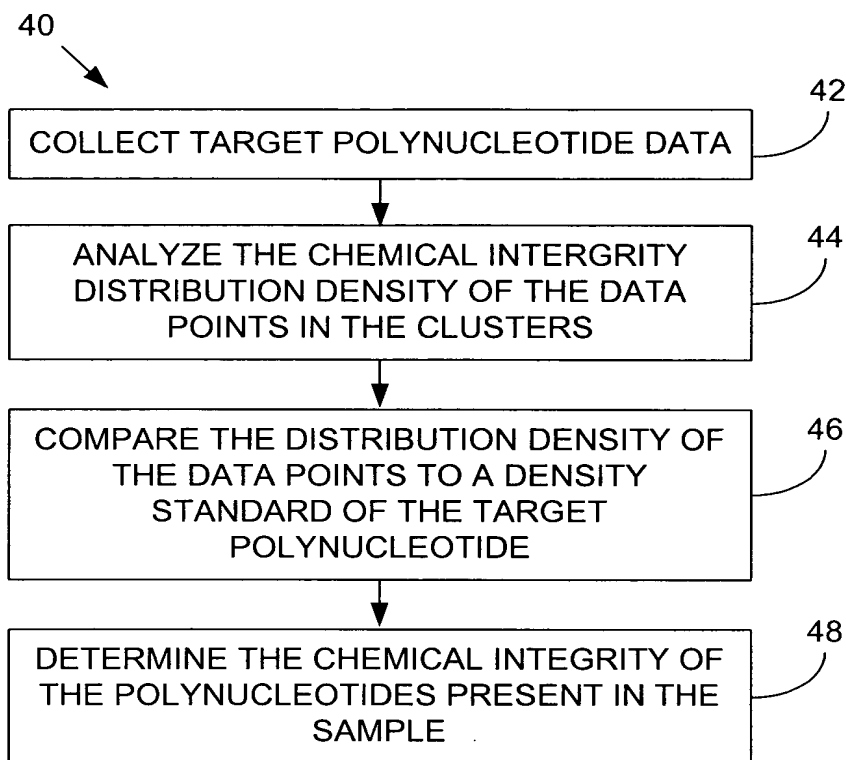 40
42
COLLECT TARGET POLYNUCLEOTIDE DATA
44
ANALYZE THE CHEMICAL INTERGRITY
DISTRIBUTION DENSITY OF THE DATA
POINTS IN THE CLUSTERS
46
COMPARE THE DISTRIBUTION DENSITY OF
THE DATA POINTS TO A DENSITY
STANDARD OF THE TARGET
POLYNUCLEOTIDE
48
DETERMINE THE CHEMICAL INTEGRITY OF
THE POLYNUCLEOTIDES PRESENT IN THE
SAMPLE